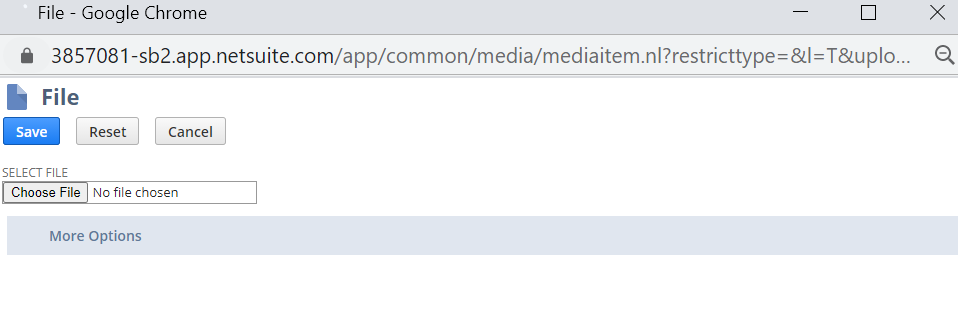 File - Google Chrome
3857081-sb2.app.netsuite.com/app/common/media/mediaitem.nl?restricttype=&l=T&uplo...
File
Save Reset Cancel
SELECT FILE
Choose File No file chosen
More Options